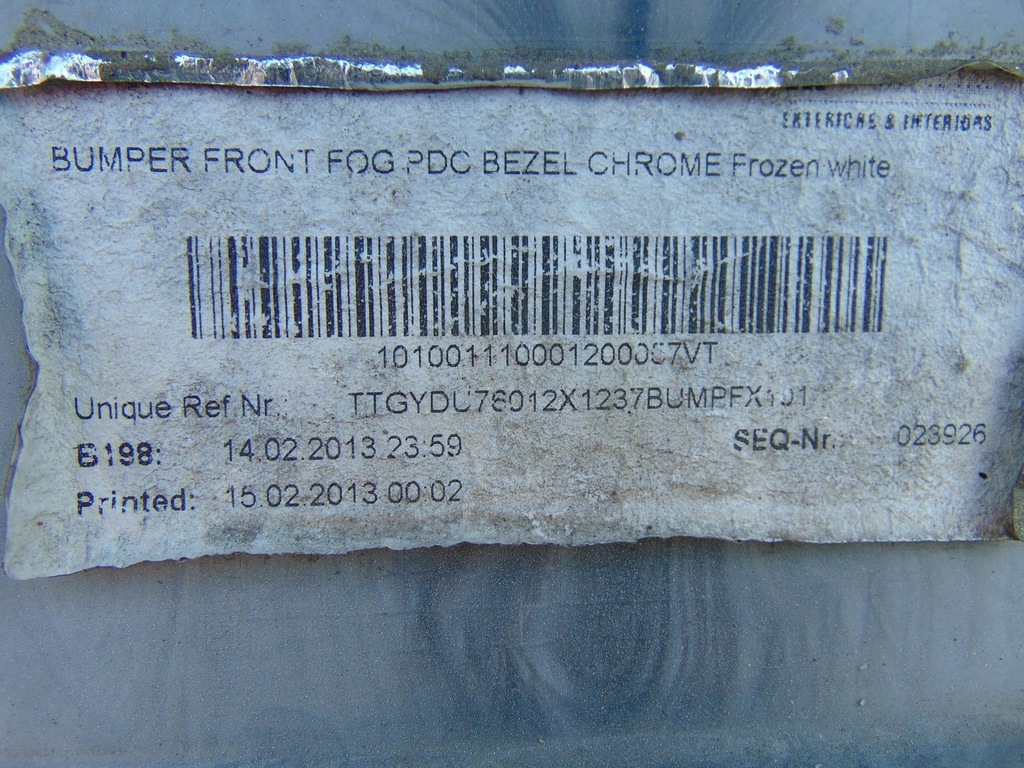 EXTERIORS & INTERIORS
BUMPER FRONT FOG PDC BEZEL CHROME Frozen white
Unique Ref Nr.:
B198: 14.02.2013 23:59 SEQ-Nr.: 023926
Printed: 15.02.2013 00:02